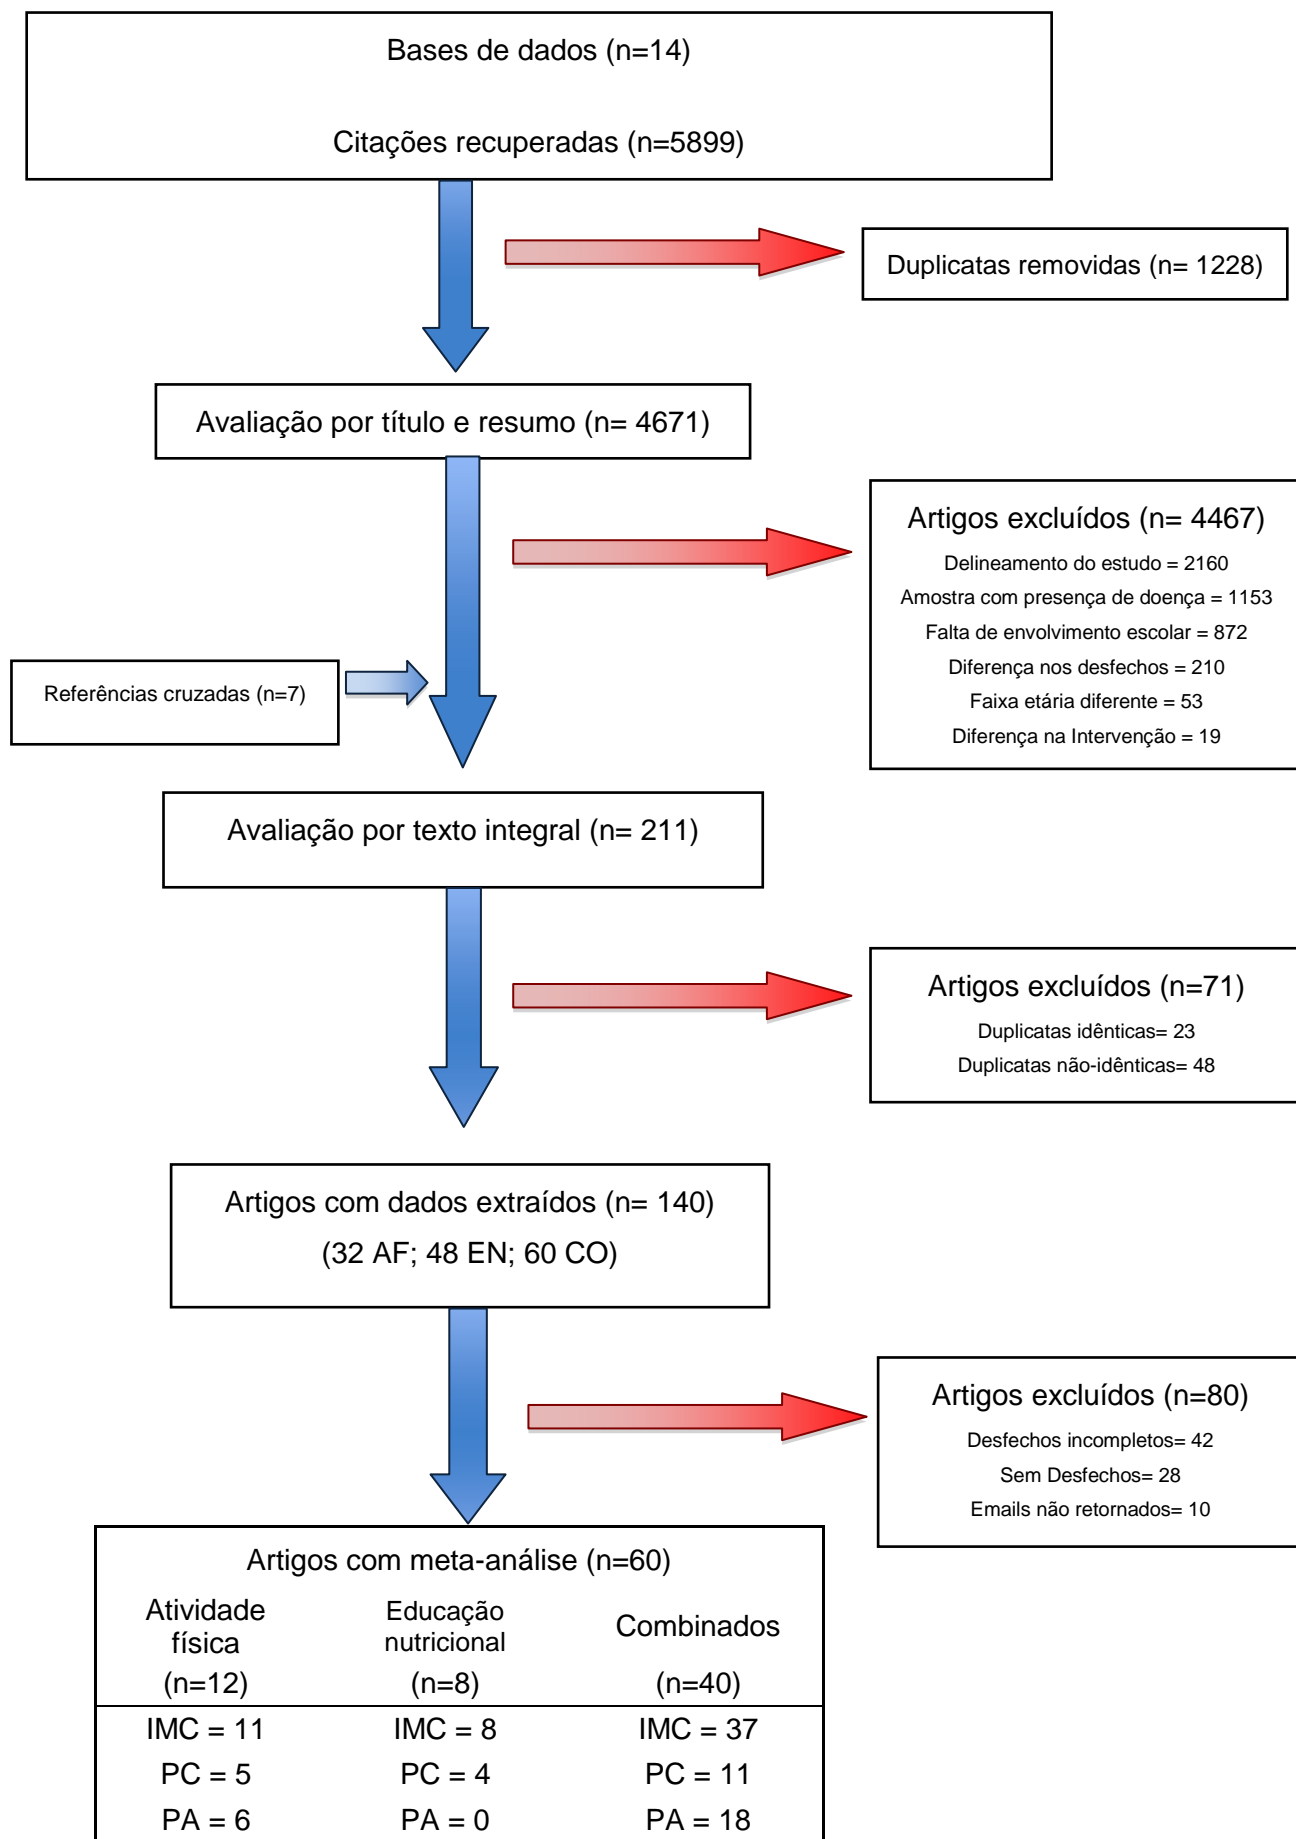 Bases de dados (n=14)
Citações recuperadas (n=5899)
Duplicatas removidas (n= 1228)
Avaliação por título e resumo (n= 4671)
Artigos excluídos (n= 4467)
Delineamento do estudo = 2160
Amostra com presença de doença = 1153
Falta de envolvimento escolar = 872
Diferença nos desfechos = 210
Faixa etária diferente = 53
Diferença na Intervenção = 19
Referências cruzadas (n=7)
Avaliação por texto integral (n= 211)
Artigos excluídos (n=71)
Duplicatas idênticas= 23
Duplicatas não-idênticas= 48
Artigos com dados extraídos (n= 140)
(32 AF; 48 EN; 60 CO)
Artigos excluídos (n=80)
Desfechos incompletos= 42
Sem Desfechos= 28
Emails não retornados= 10
Artigos com meta-análise (n=60)
Atividade física (n=12)
Educação nutricional (n=8)
Combinados (n=40)
IMC = 11 IMC = 8 IMC = 37
PC = 5 PC = 4 PC = 11
PA = 6 PA = 0 PA = 18